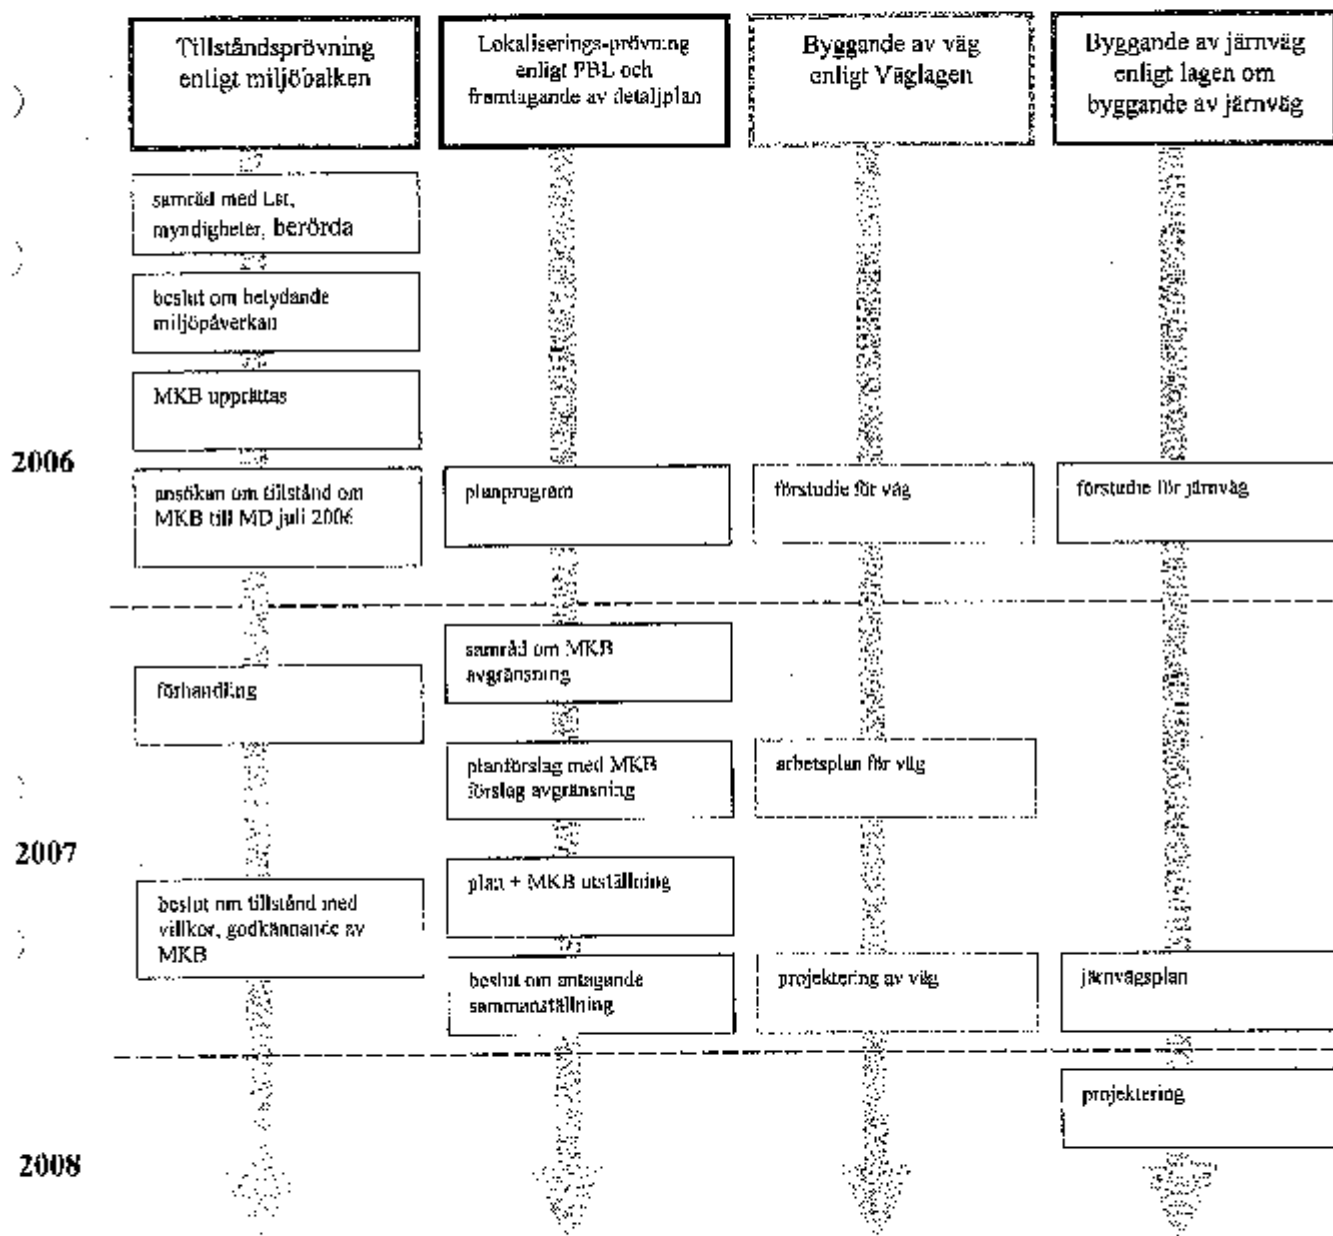 Tillståndsprövning
enligt miljöbalken
Lokaliserings-prövning
enligt PBL och
framtagande av detaljplan
Byggande av väg
enligt Väglagen
Byggande av järnväg
enligt lagen om
byggande av järnväg
samråd med Lst,
myndigheter, berörda
beslut om betydande
miljöpåverkan
MKB upprättas
2006
ansökan om tillstånd om
MKB till MD juli 2006
planprogram
förstudie för väg
förstudie för järnväg
samråd om MKB
avgränsning
förhandling
planförslag med MKB
förslag avgränsning
arbetsplan för väg
2007
plan + MKB utställning
beslut om tillstånd med
villkor, godkännande av
MKB
beslut om antagande
sammanställning
projektering av väg
järnvägsplan
projektering
2008